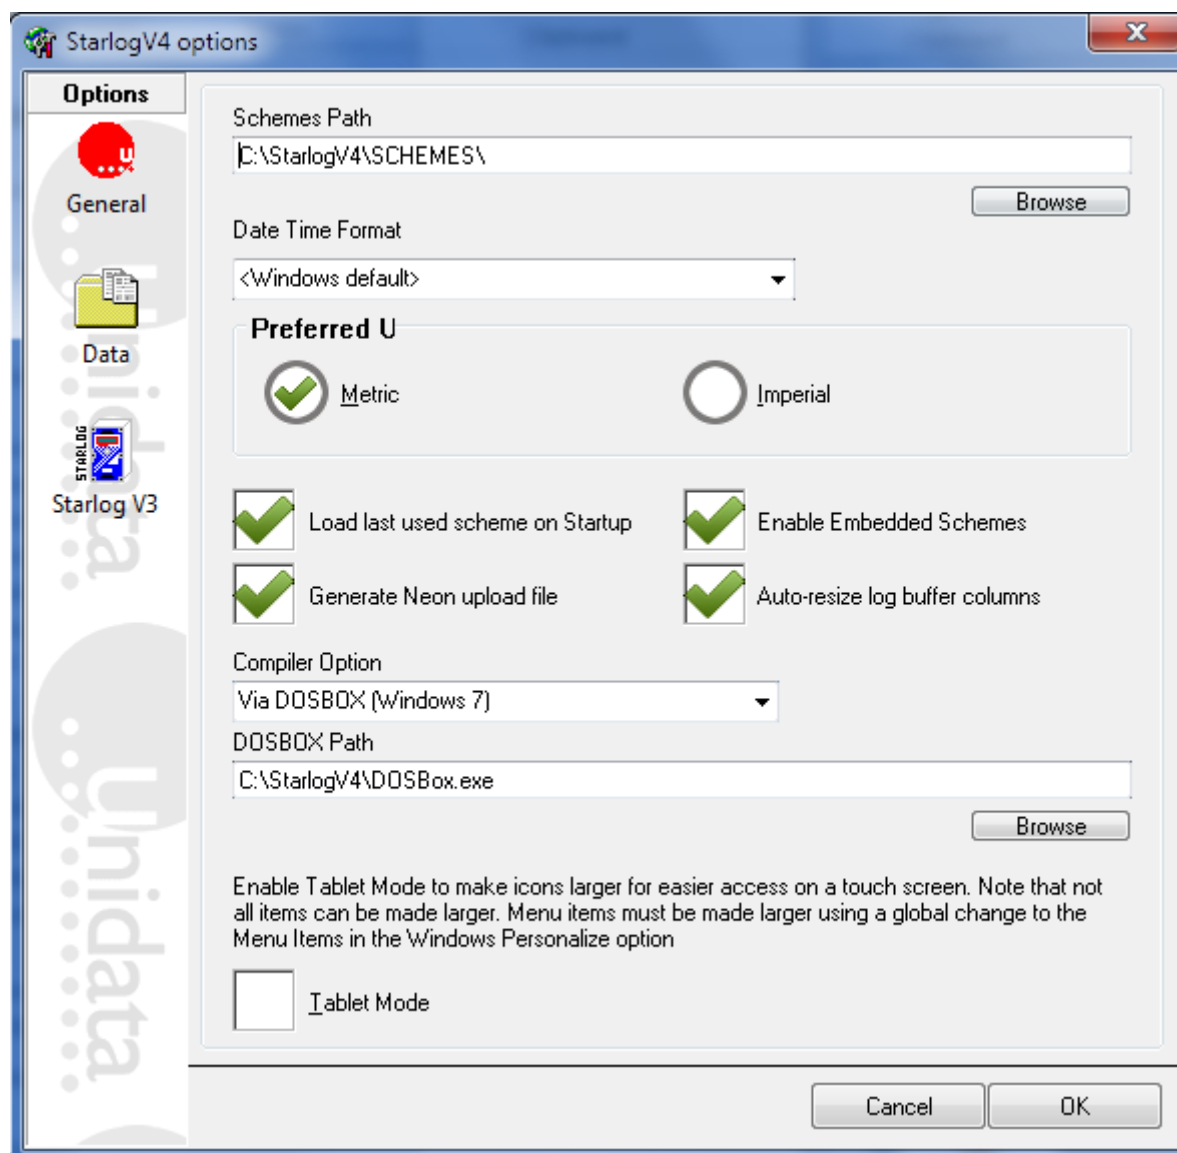 StarlogV4 options
Options
General
Data
STARLOG
Starlog V3
Unidata
Unidata
Schemes Path
C:\StarlogV4\SCHEMES\
Browse
Date Time Format
<Windows default>
Preferred U
Metric
Imperial
Load last used scheme on Startup
Enable Embedded Schemes
Generate Neon upload file
Auto-resize log buffer columns
Compiler Option
Via DOSBOX (Windows 7)
DOSBOX Path
C:\StarlogV4\DOSBox.exe
Browse
Enable Tablet Mode to make icons larger for easier access on a touch screen. Note that not
all items can be made larger. Menu items must be made larger using a global change to the
Menu Items in the Windows Personalize option
Tablet Mode
Cancel
OK